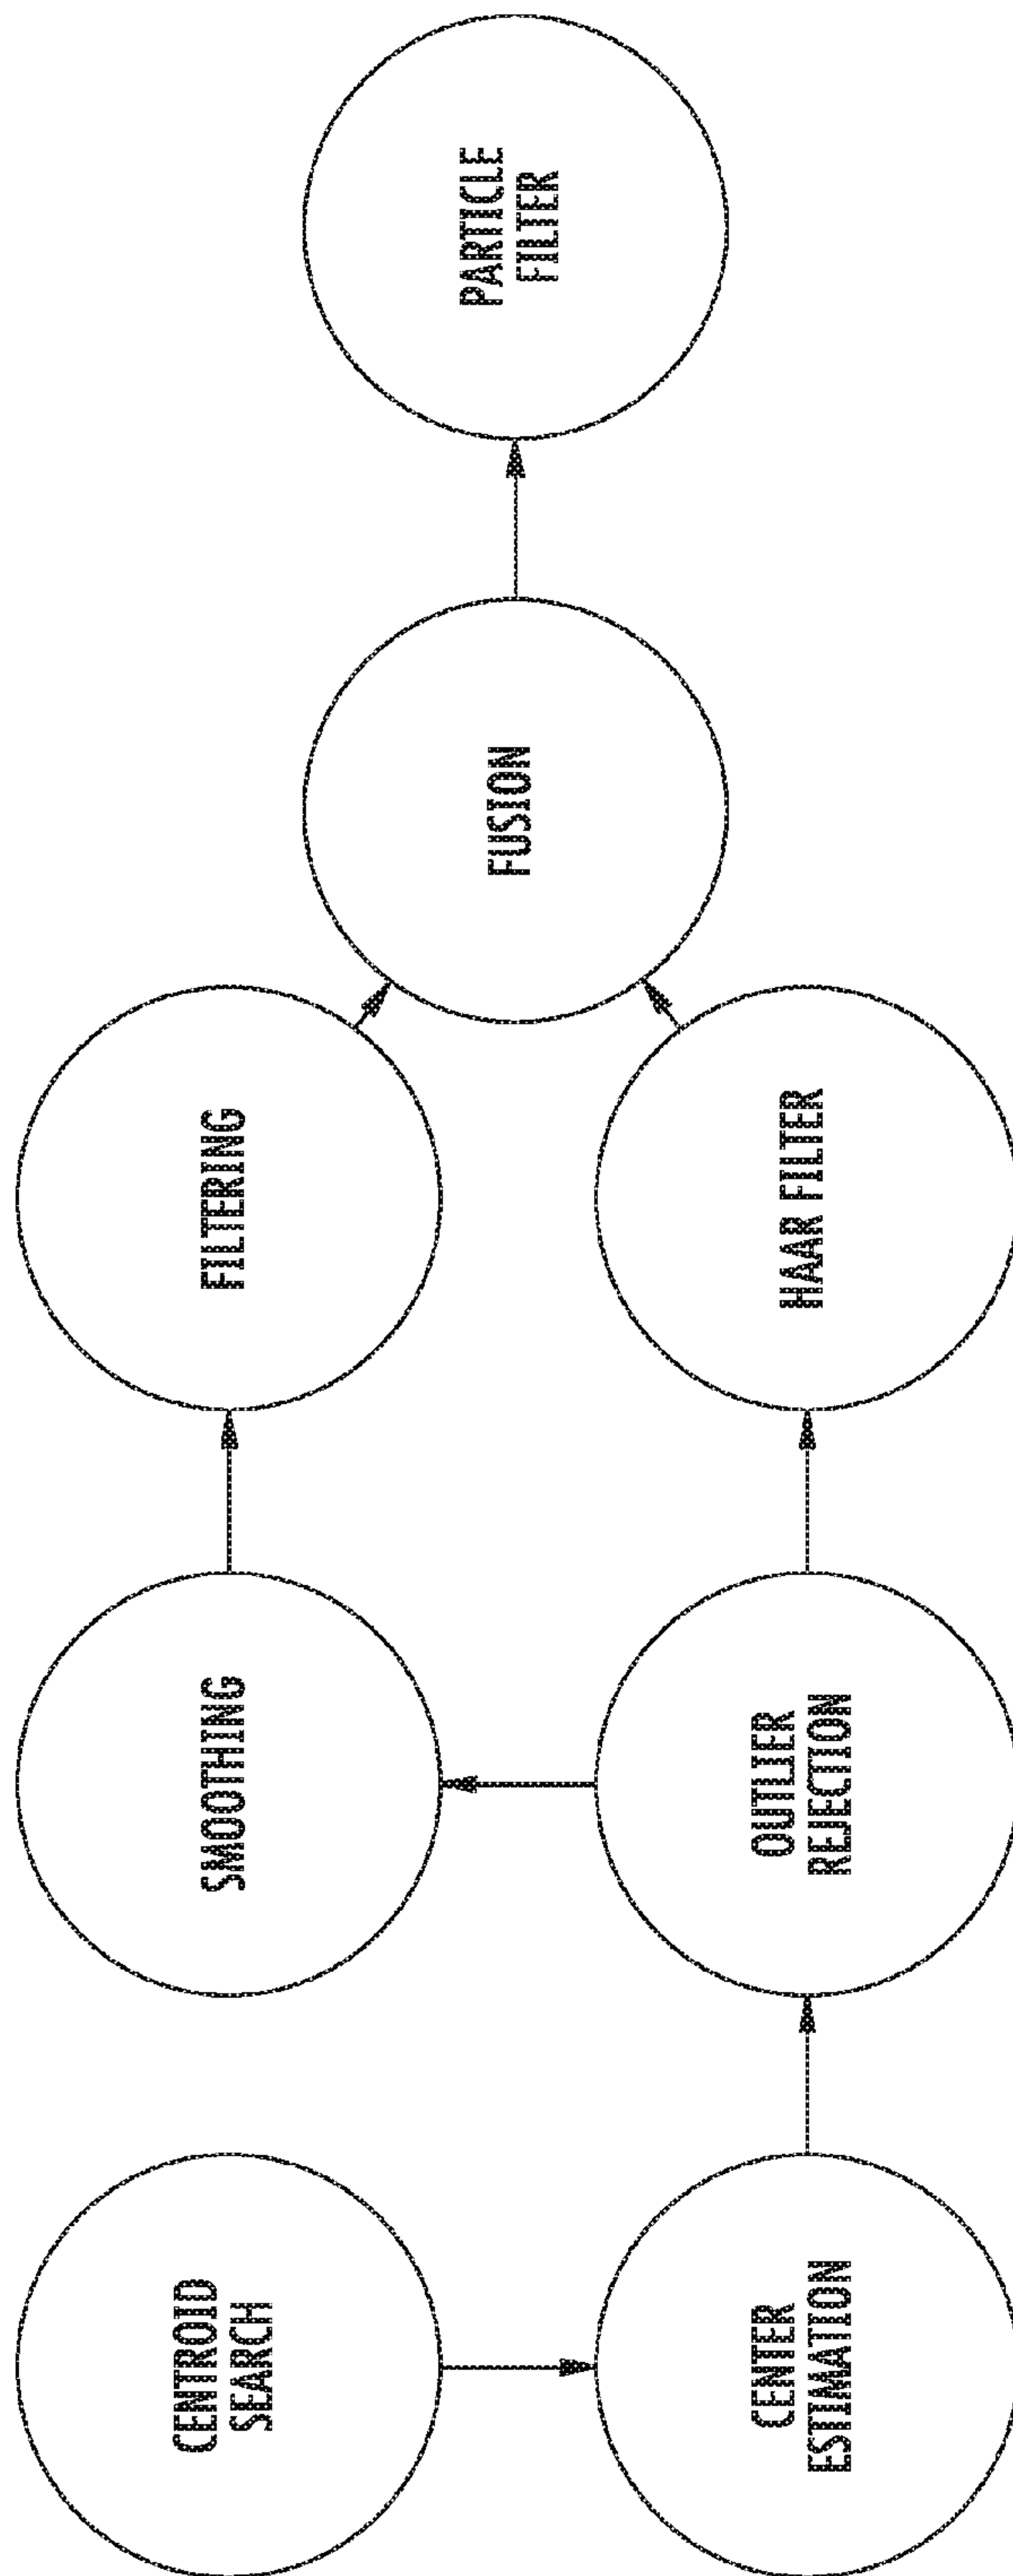 CENTROID
SEARCH
SMOOTHING
FILTERING
FUSION
PARTICLE
FILTER
CENTER
ESTIMATION
OUTLIER
REJECTION
HAAR FILTER